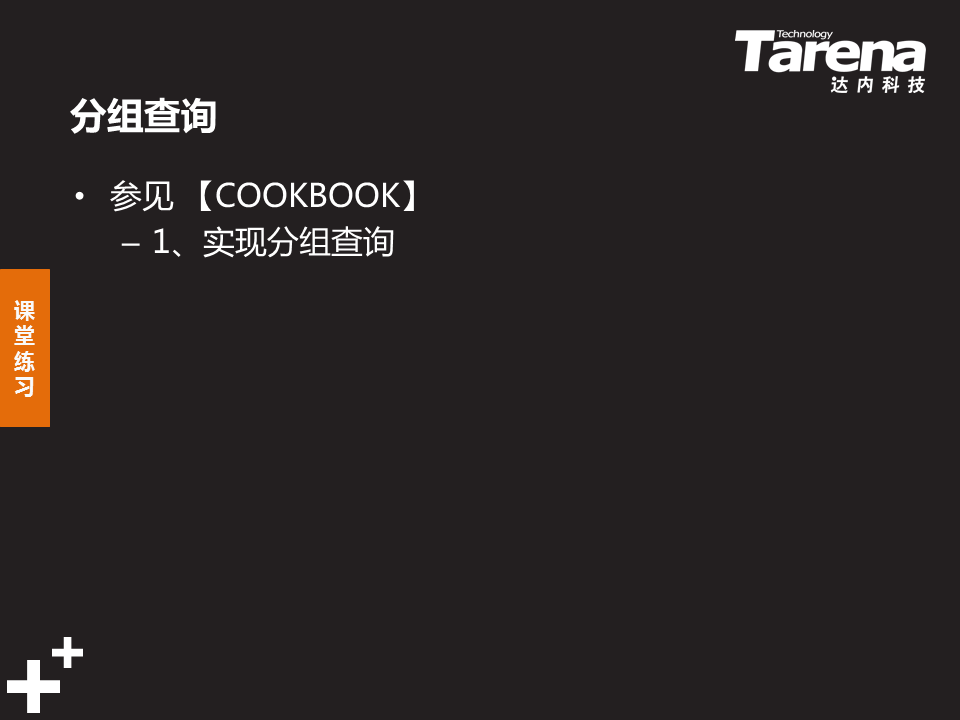 Technology
Tarena
达内科技
分组查询
• 参见 【COOKBOOK】
– 1、实现分组查询
课堂练习